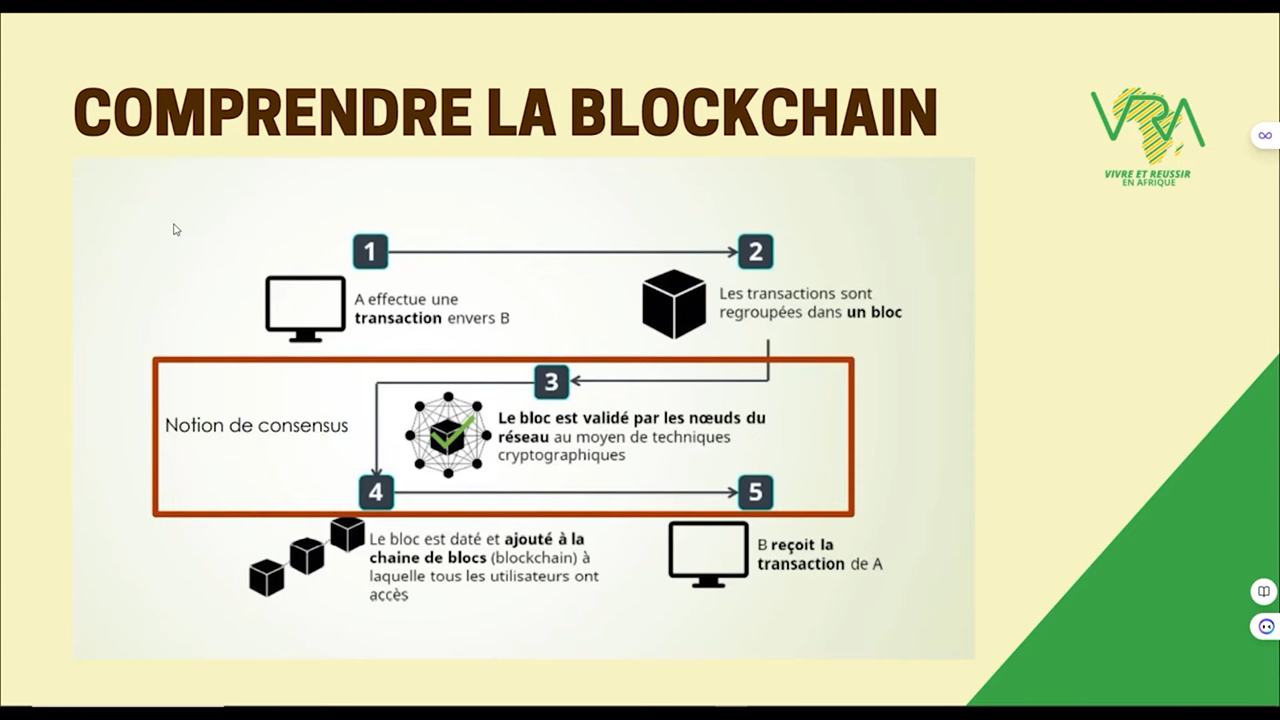 COMPRENDRE LA BLOCKCHAIN
VRA
VIVRE ET REUSSIR
EN AFRIQUE
1
2
A effectue une
transaction envers B
Les transactions sont
regroupées dans un bloc
3
Notion de consensus
Le bloc est validé par les nœuds du
réseau au moyen de techniques
cryptographiques
4
5
Le bloc est daté et ajouté à la
chaine de blocs (blockchain) à
laquelle tous les utilisateurs ont
accès
B reçoit la
transaction de A